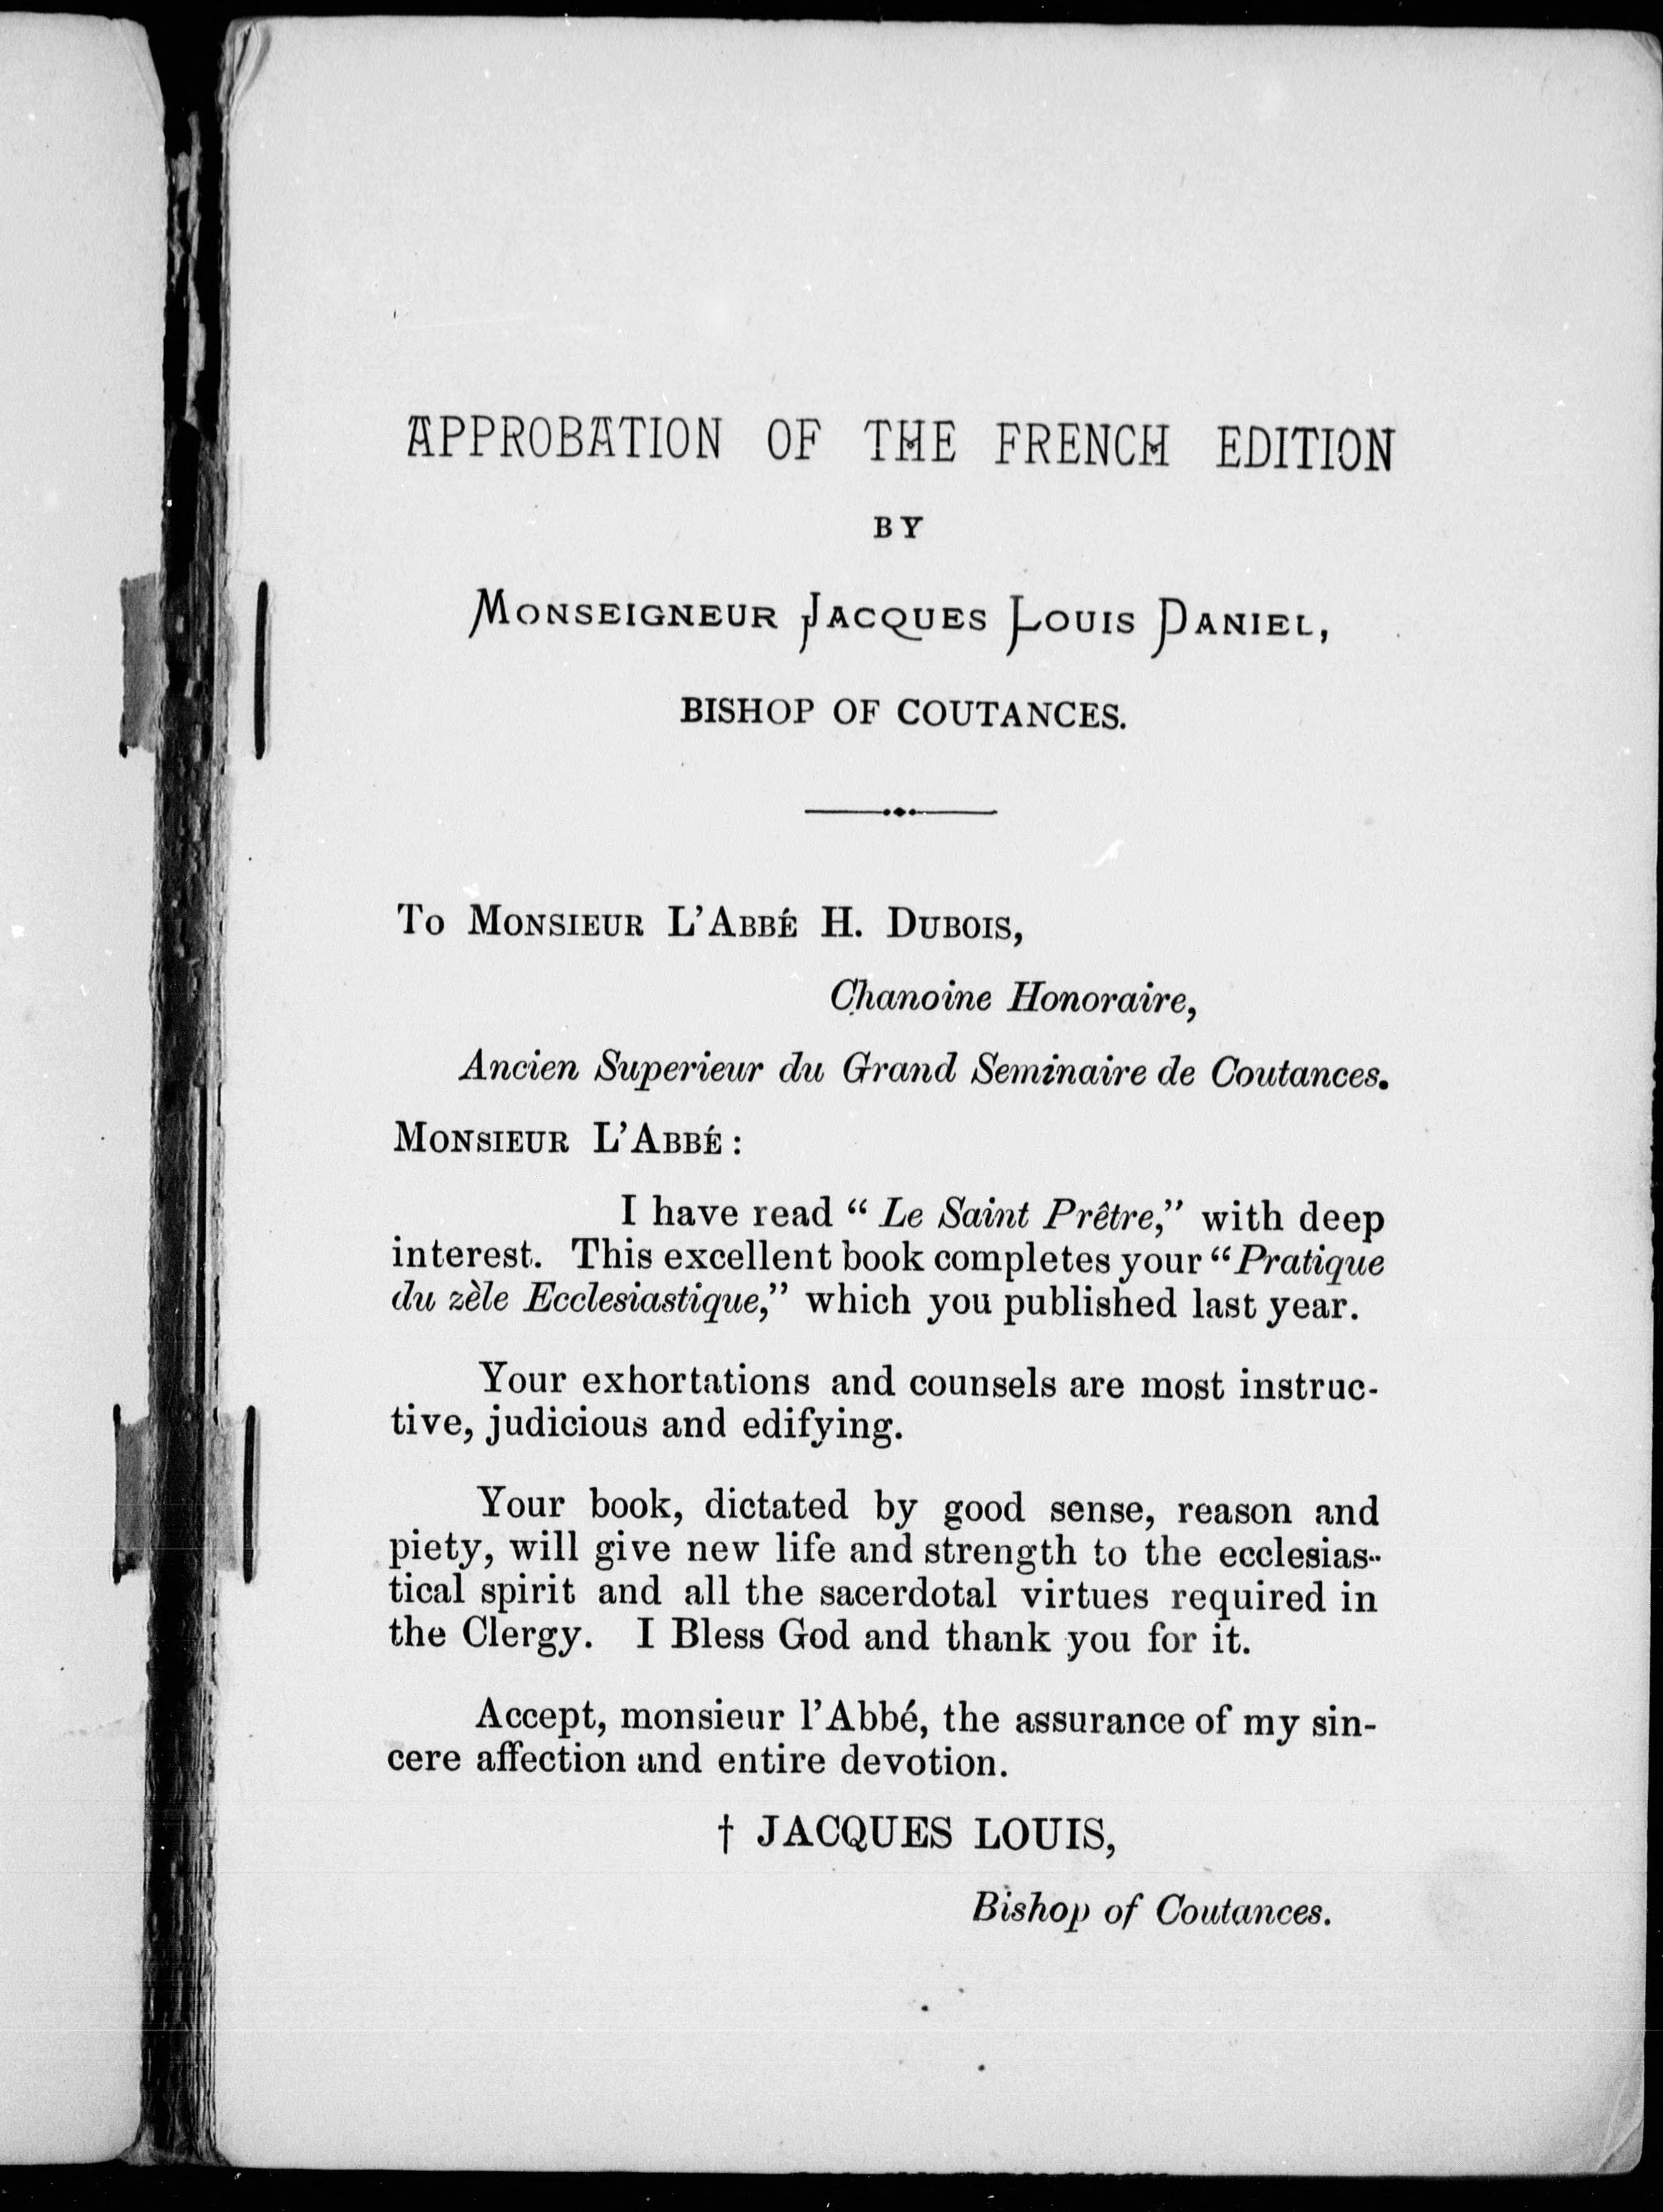 APPROBATION OF THE FRENCH EDITION
BY
MONSEIGNEUR JACQUES LOUIS DANIEL,
BISHOP OF COUTANCES.
TO MONSIEUR L'ABBÉ H. DUBOIS,
Chanoine Honoraire,
Ancien Superieur du Grand Seminaire de Coutances.
MONSIEUR L'ABBÉ:
I have read "Le Saint Prêtre," with deep
interest. This excellent book completes your "Pratique
du zèle Ecclesiastique," which you published last year.
Your exhortations and counsels are most instruc-
tive, judicious and edifying.
Your book, dictated by good sense, reason and
piety, will give new life and strength to the ecclesias-
tical spirit and all the sacerdotal virtues required in
the Clergy. I Bless God and thank you for it.
Accept, monsieur l'Abbé, the assurance of my sin-
cere affection and entire devotion.
† JACQUES LOUIS,
Bishop of Coutances.